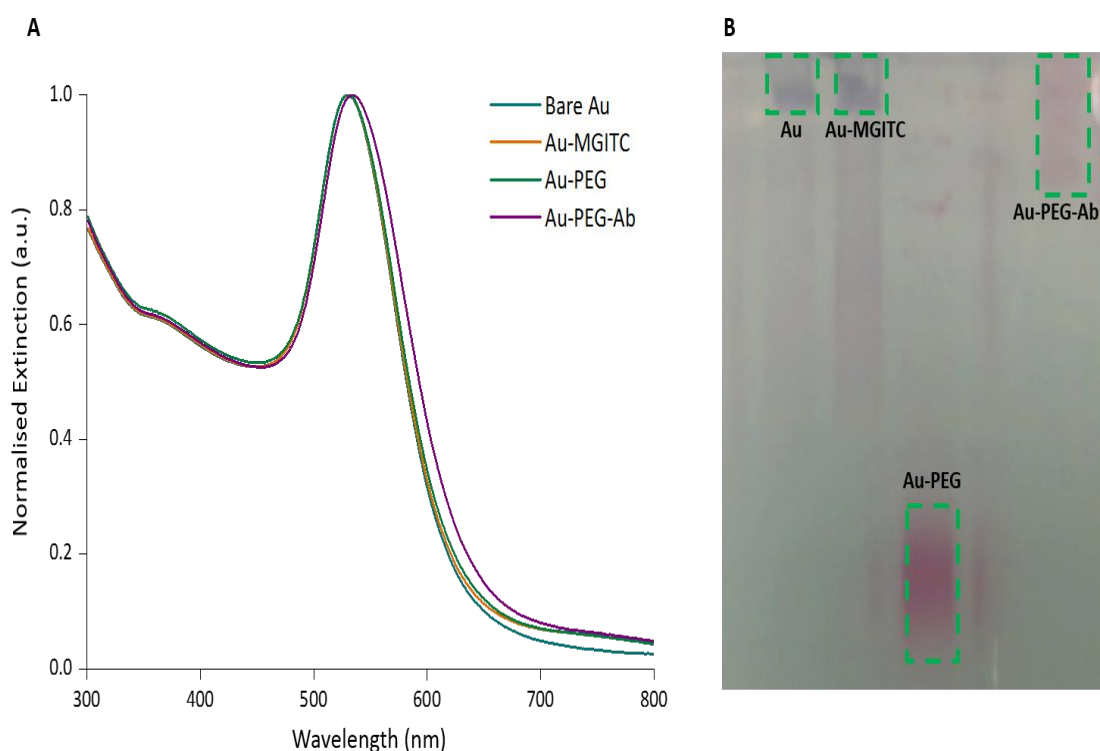 A
B
1.0
0.8
0.6
0.4
0.2
0.0
Normalised Extinction (a.u.)
300
400
500
600
700
800
Wavelength (nm)
Bare Au
Au-MGITC
Au-PEG
Au-PEG-Ab
Au
Au-MGITC
Au-PEG-Ab
Au-PEG